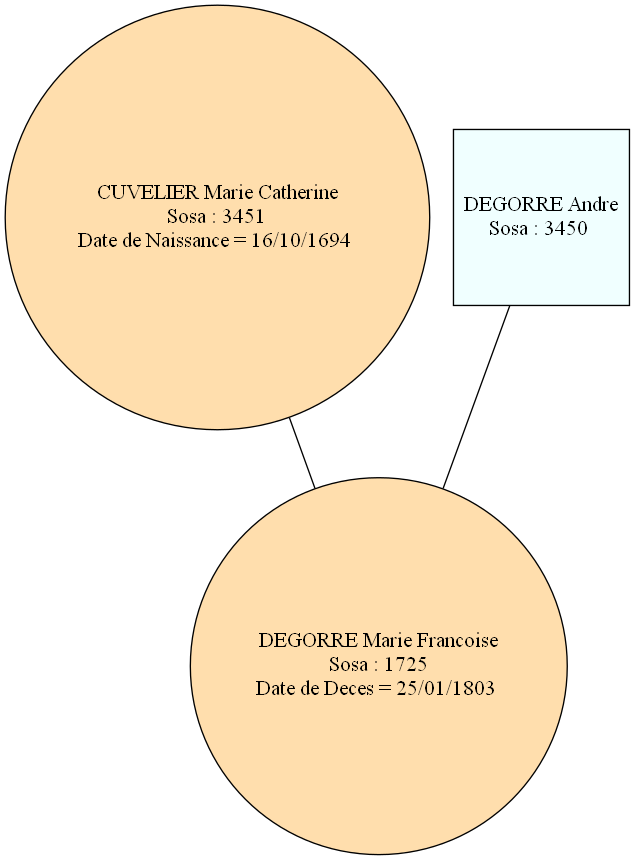 CUVELIER Marie Catherine
Sosa : 3451
Date de Naissance = 16/10/1694
DEGORRE Andre
Sosa : 3450
DEGORRE Marie Francoise
Sosa : 1725
Date de Deces = 25/01/1803